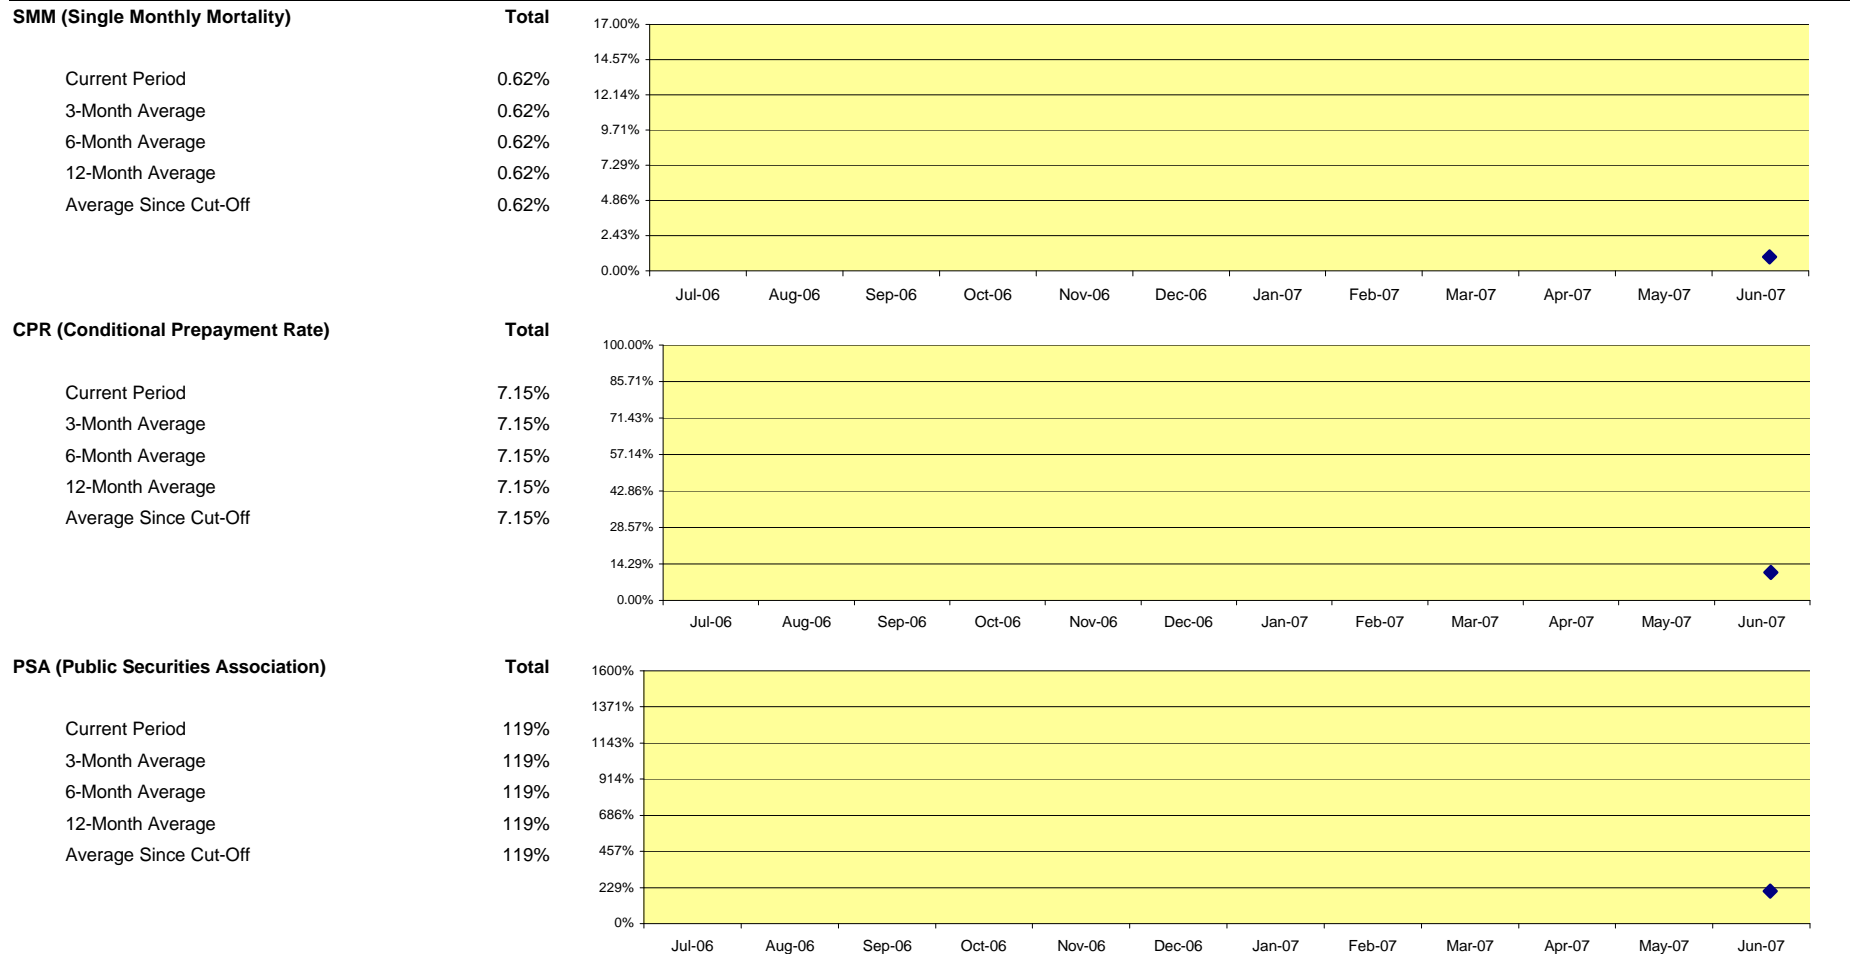 SMM (Single Monthly Mortality) Total
Current Period 0.62%
3-Month Average 0.62%
6-Month Average 0.62%
12-Month Average 0.62%
Average Since Cut-Off 0.62%
17.00%
14.57%
12.14%
9.71%
7.29%
4.86%
2.43%
0.00%
Jul-06 Aug-06 Sep-06 Oct-06 Nov-06 Dec-06 Jan-07 Feb-07 Mar-07 Apr-07 May-07 Jun-07
CPR (Conditional Prepayment Rate) Total
Current Period 7.15%
3-Month Average 7.15%
6-Month Average 7.15%
12-Month Average 7.15%
Average Since Cut-Off 7.15%
100.00%
85.71%
71.43%
57.14%
42.86%
28.57%
14.29%
0.00%
Jul-06 Aug-06 Sep-06 Oct-06 Nov-06 Dec-06 Jan-07 Feb-07 Mar-07 Apr-07 May-07 Jun-07
PSA (Public Securities Association) Total
Current Period 119%
3-Month Average 119%
6-Month Average 119%
12-Month Average 119%
Average Since Cut-Off 119%
1600%
1371%
1143%
914%
686%
457%
229%
0%
Jul-06 Aug-06 Sep-06 Oct-06 Nov-06 Dec-06 Jan-07 Feb-07 Mar-07 Apr-07 May-07 Jun-07